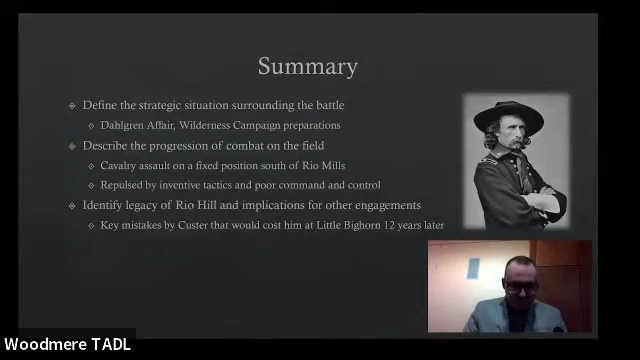 Summary
Define the strategic situation surrounding the battle
Dahlgren Affair, Wilderness Campaign preparations
Describe the progression of combat on the field
Cavalry assault on a fixed position south of Rio Mills
Repulsed by inventive tactics and poor command and control
Identify legacy of Rio Hill and implications for other engagements
Key mistakes by Custer that would cost him at Little Bighorn 12 years later
Woodmere TADL